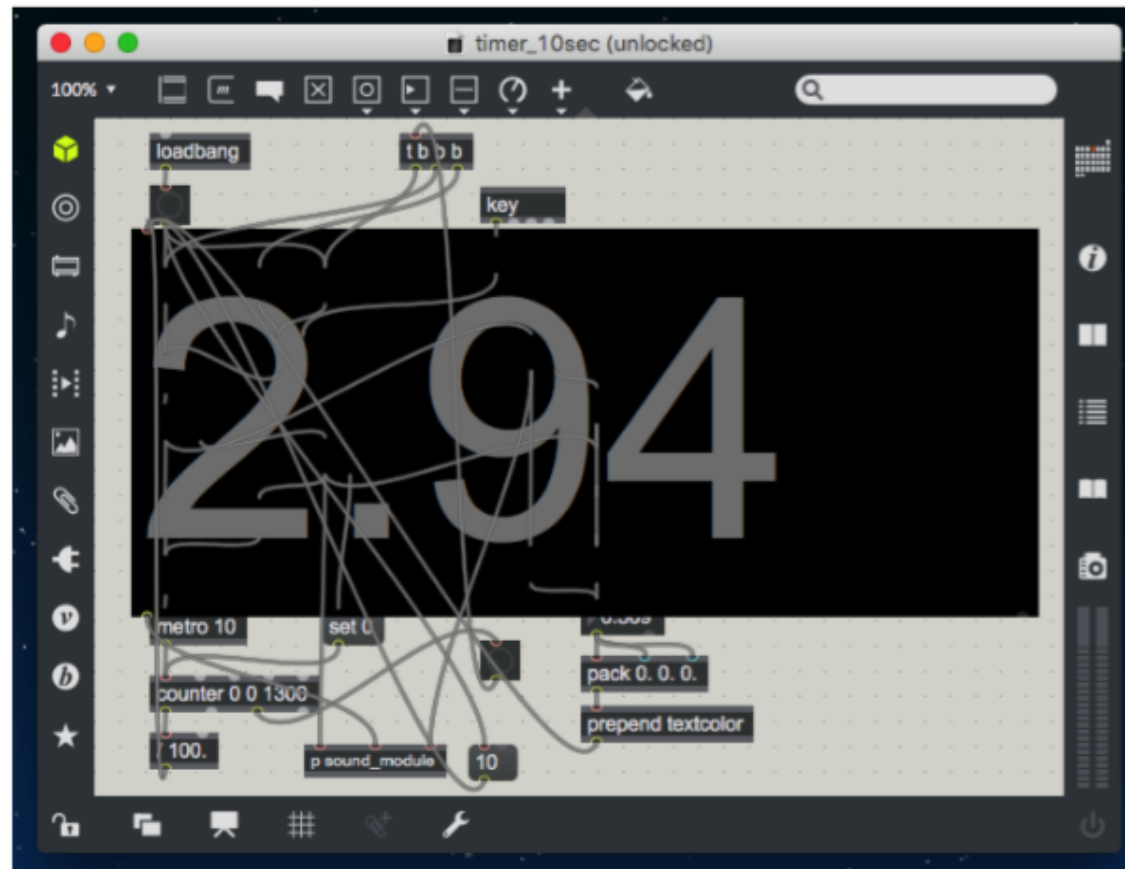 timer_10sec (unlocked)
100%
loadbang
t b b b
key
2.94
metro 10
set 0
counter 0 0 1300
pack 0. 0. 0.
prepend textcolor
/ 100.
p sound_module
10